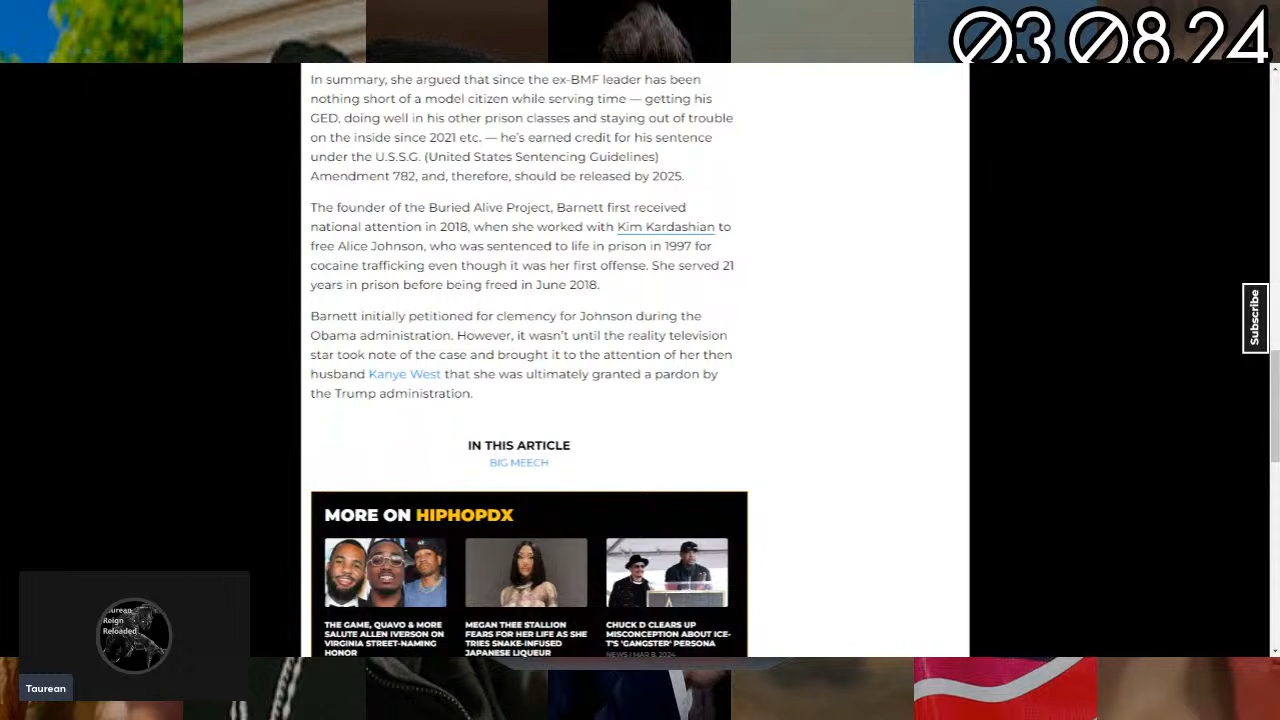 03 08 24
In summary, she argued that since the ex-BMF leader has been
nothing short of a model citizen while serving time — getting his
GED, doing well in his other prison classes and staying out of trouble
on the inside since 2021 etc. — he's earned credit for his sentence
under the U.S.S.G. (United States Sentencing Guidelines)
Amendment 782, and, therefore, should be released by 2025.
The founder of the Buried Alive Project, Barnett first received
national attention in 2018, when she worked with Kim Kardashian to
free Alice Johnson, who was sentenced to life in prison in 1997 for
cocaine trafficking even though it was her first offense. She served 21
years in prison before being freed in June 2018.
Barnett initially petitioned for clemency for Johnson during the
Obama administration. However, it wasn't until the reality television
star took note of the case and brought it to the attention of her then
husband Kanye West that she was ultimately granted a pardon by
the Trump administration.
Subscribe
IN THIS ARTICLE
BIG MEECH
MORE ON HIPHOPDX
THE GAME, QUAVO & MORE
SALUTE ALLEN IVERSON ON
VIRGINIA STREET-NAMING
HONOR
MEGAN THEE STALLION
FEARS FOR HER LIFE AS SHE
TRIES SNAKE-INFUSED
JAPANESE LIQUEUR
CHUCK D CLEARS UP
MISCONCEPTION ABOUT ICE-
T'S 'GANGSTER' PERSONA
NEWS | MAR 8, 2024
Taurean
Reign
Reloaded
Taurean